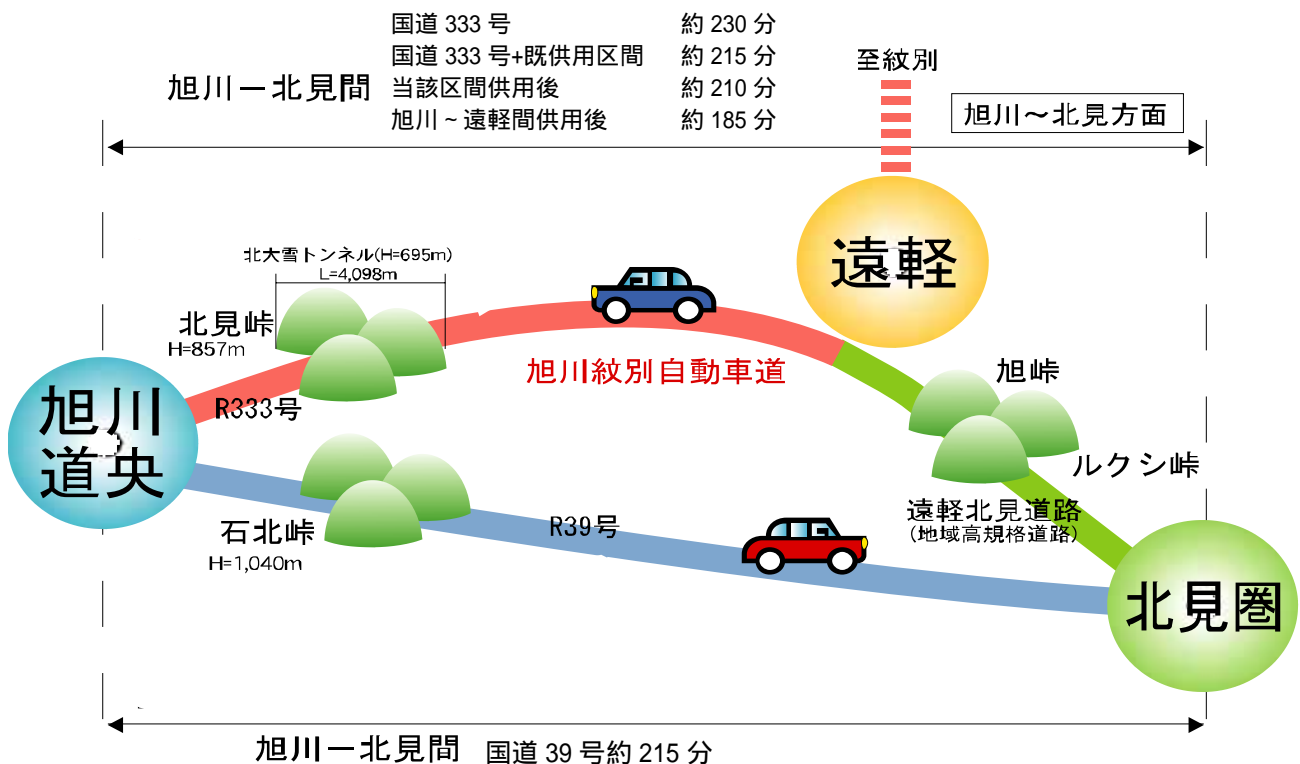 国道 333 号 約 230 分
国道 333 号+既供用区間 約 215 分
当該区間供用後 約 210 分
旭川 ~ 遠軽間供用後 約 185 分
旭川－北見間
至紋別
旭川～北見方面
遠軽
北大雪トンネル(H=695m)
L=4,098m
北見峠
H=857m
旭川紋別自動車道
旭峠
R333号
旭川
道央
ルクシ峠
石北峠
H=1,040m
R39号
遠軽北見道路
(地域高規格道路)
北見圏
旭川－北見間 国道 39 号約 215 分